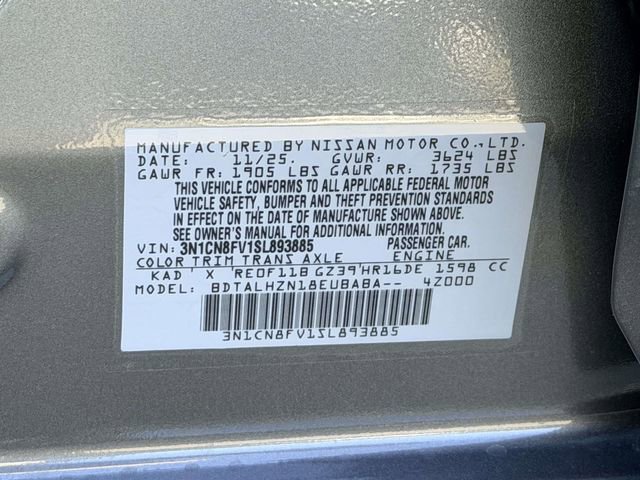 MANUFACTURED BY NISSAN MOTOR CO.,LTD.
DATE: 11/25. GVWR: 3624 LBS
GAWR FR: 1905 LBS GAWR RR: 1735 LBS
THIS VEHICLE CONFORMS TO ALL APPLICABLE FEDERAL MOTOR
VEHICLE SAFETY, BUMPER AND THEFT PREVENTION STANDARDS
IN EFFECT ON THE DATE OF MANUFACTURE SHOWN ABOVE.
SEE OWNER'S MANUAL FOR ADDITIONAL INFORMATION.
VIN: 3N1CN8FV1SL893885 PASSENGER CAR.
COLOR TRIM TRANS AXLE ENGINE
KAD X RE0F11B GZ39 HR16DE 1598 CC
MODEL: BDTALHZN18EUBABA-- 4Z000
3N1CN8FV1SL893885